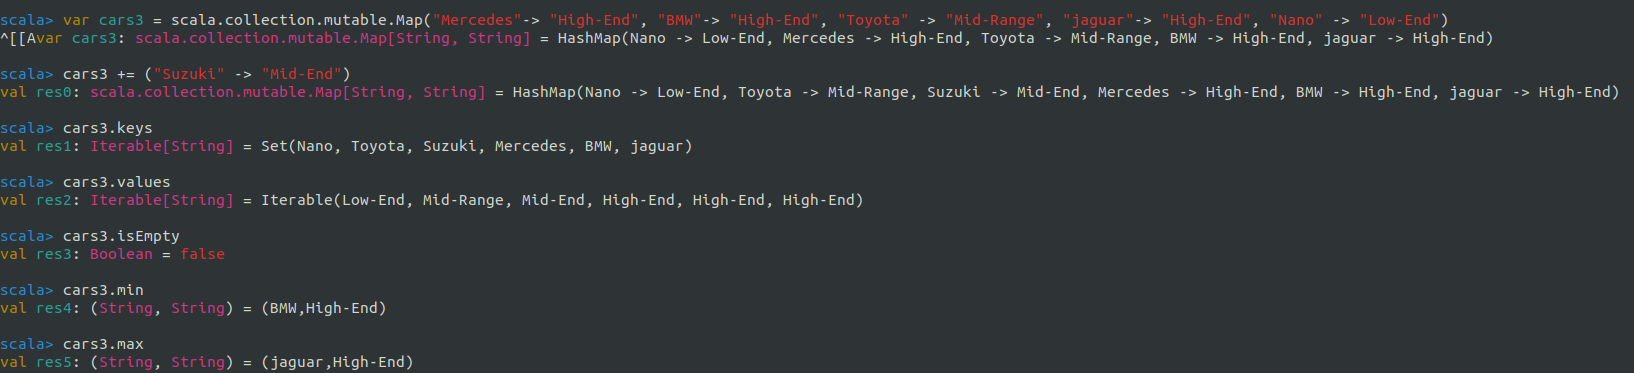 scala> var cars3 = scala.collection.mutable.Map("Mercedes"-> "High-End", "BMW"-> "High-End", "Toyota" -> "Mid-Range", "jaguar"-> "High-End", "Nano" -> "Low-End")
^[[Avar cars3: scala.collection.mutable.Map[String, String] = HashMap(Nano -> Low-End, Mercedes -> High-End, Toyota -> Mid-Range, BMW -> High-End, jaguar -> High-End)
scala> cars3 += ("Suzuki" -> "Mid-End")
val res0: scala.collection.mutable.Map[String, String] = HashMap(Nano -> Low-End, Toyota -> Mid-Range, Suzuki -> Mid-End, Mercedes -> High-End, BMW -> High-End, jaguar -> High-End)
scala> cars3.keys
val res1: Iterable[String] = Set(Nano, Toyota, Suzuki, Mercedes, BMW, jaguar)
scala> cars3.values
val res2: Iterable[String] = Iterable(Low-End, Mid-Range, Mid-End, High-End, High-End, High-End)
scala> cars3.isEmpty
val res3: Boolean = false
scala> cars3.min
val res4: (String, String) = (BMW,High-End)
scala> cars3.max
val res5: (String, String) = (jaguar,High-End)